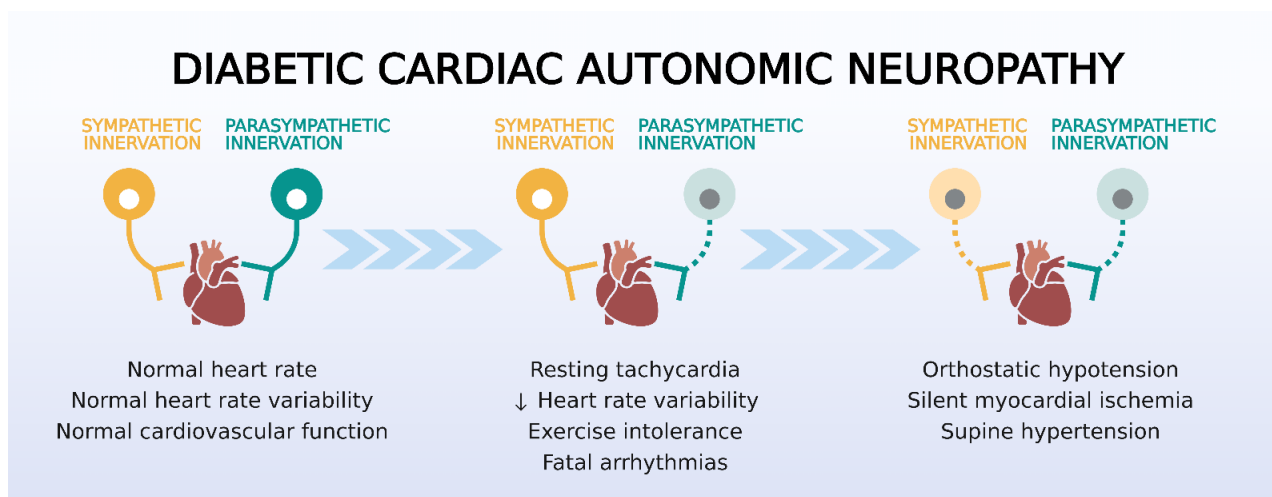 DIABETIC CARDIAC AUTONOMIC NEUROPATHY
SYMPATHETIC
INNERVATION
PARASYMPATHETIC
INNERVATION
Normal heart rate
Normal heart rate variability
Normal cardiovascular function
SYMPATHETIC
INNERVATION
PARASYMPATHETIC
INNERVATION
Resting tachycardia
↓ Heart rate variability
Exercise intolerance
Fatal arrhythmias
SYMPATHETIC
INNERVATION
PARASYMPATHETIC
INNERVATION
Orthostatic hypotension
Silent myocardial ischemia
Supine hypertension